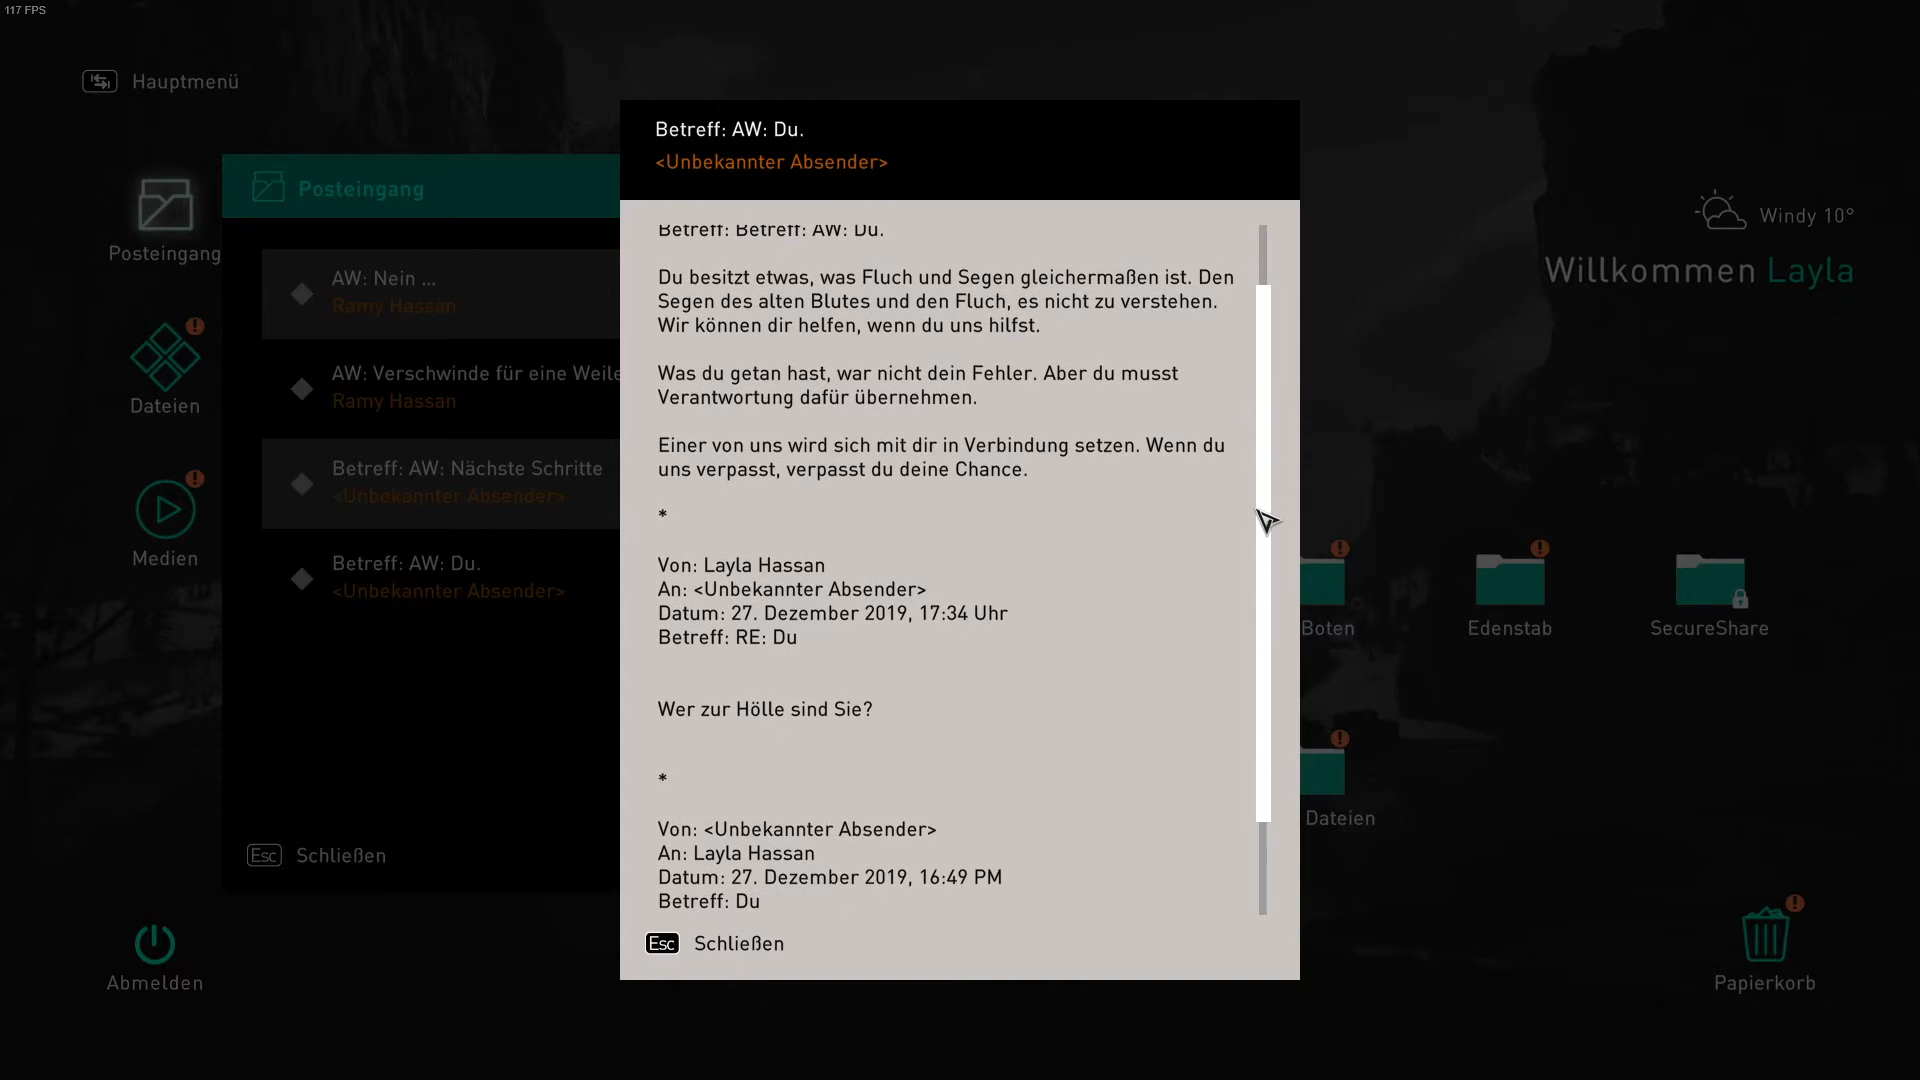 117 FPS
Hauptmenü
Posteingang
Dateien
Medien
Abmelden
Posteingang
AW: Nein ...
Ramy Hassan
AW: Verschwinde für eine Weile
Ramy Hassan
Betreff: AW: Nächste Schritte
<Unbekannter Absender>
Betreff: AW: Du.
<Unbekannter Absender>
Esc Schließen
Betreff: AW: Du.
<Unbekannter Absender>
Betreff: Betreff: AW: Du.
Du besitzt etwas, was Fluch und Segen gleichermaßen ist. Den
Segen des alten Blutes und den Fluch, es nicht zu verstehen.
Wir können dir helfen, wenn du uns hilfst.
Was du getan hast, war nicht dein Fehler. Aber du musst
Verantwortung dafür übernehmen.
Einer von uns wird sich mit dir in Verbindung setzen. Wenn du
uns verpasst, verpasst du deine Chance.
*
Von: Layla Hassan
An: <Unbekannter Absender>
Datum: 27. Dezember 2019, 17:34 Uhr
Betreff: RE: Du
Wer zur Hölle sind Sie?
*
Von: <Unbekannter Absender>
An: Layla Hassan
Datum: 27. Dezember 2019, 16:49 PM
Betreff: Du
Esc Schließen
Windy 10°
Willkommen Layla
Boten
Edenstab
SecureShare
Dateien
Papierkorb